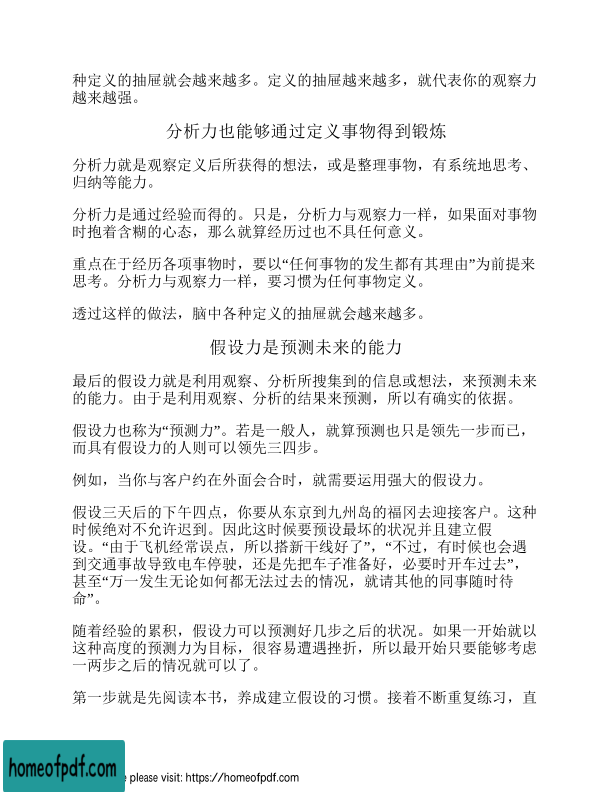 种定义的抽屉就会越来越多。定义的抽屉越来越多，就代表你的观察力
越来越强。
分析力也能够通过定义事物得到锻炼
分析力就是观察定义后所获得的想法，或是整理事物，有系统地思考、
归纳等能力。
分析力是通过经验而得的。只是，分析力与观察力一样，如果面对事物
时抱着含糊的心态，那么就算经历过也不具任何意义。
重点在于经历各项事物时，要以“任何事物的发生都有其理由”为前提来
思考。分析力与观察力一样，要习惯为任何事物定义。
透过这样的做法，脑中各种定义的抽屉就会越来越多。
假设力是预测未来的能力
最后的假设力就是利用观察、分析所搜集到的信息或想法，来预测未来
的能力。由于是利用观察、分析的结果来预测，所以有确实的依据。
假设力也称为“预测力”。若是一般人，就算预测也只是领先一步而已，
而具有假设力的人则可以领先三四步。
例如，当你与客户约在外面会合时，就需要运用强大的假设力。
假设三天后的下午四点，你要从东京到九州岛的福冈去迎接客户。这种
时候绝对不允许迟到。因此这时候要预设最坏的状况并且建立假
设。“由于飞机经常误点，所以搭新干线好了”，“不过，有时候也会遇
到交通事故导致电车停驶，还是先把车子准备好，必要时开车过去”，
甚至“万一发生无论如何都无法过去的情况，就请其他的同事随时待
命”。
随着经验的累积，假设力可以预测好几步之后的状况。如果一开始就以
这种高度的预测力为目标，很容易遭遇挫折，所以最开始只要能够考虑
一两步之后的情况就可以了。
第一步就是先阅读本书，养成建立假设的习惯。接着不断重复练习，直
homeofpdf.com
please visit: https://homeofpdf.com